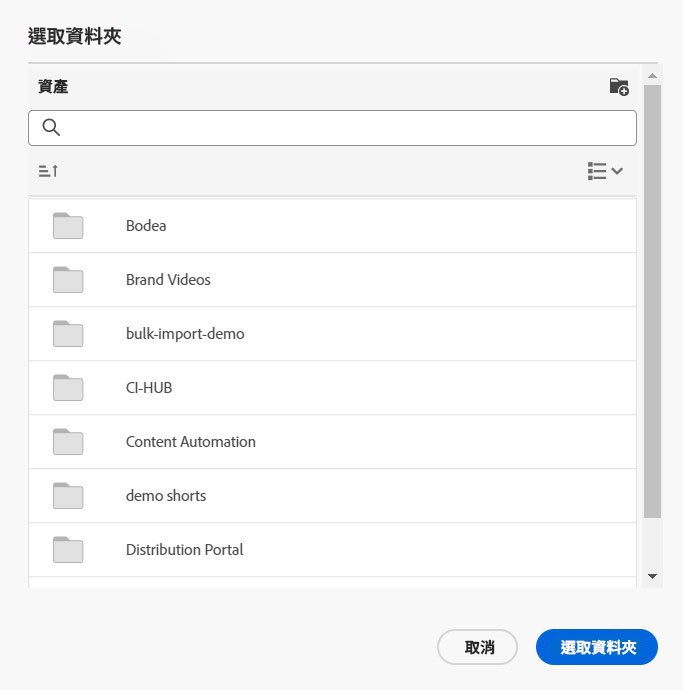 選取資料夾
資產
Bodea
Brand Videos
bulk-import-demo
CI-HUB
Content Automation
demo shorts
Distribution Portal
取消
選取資料夾